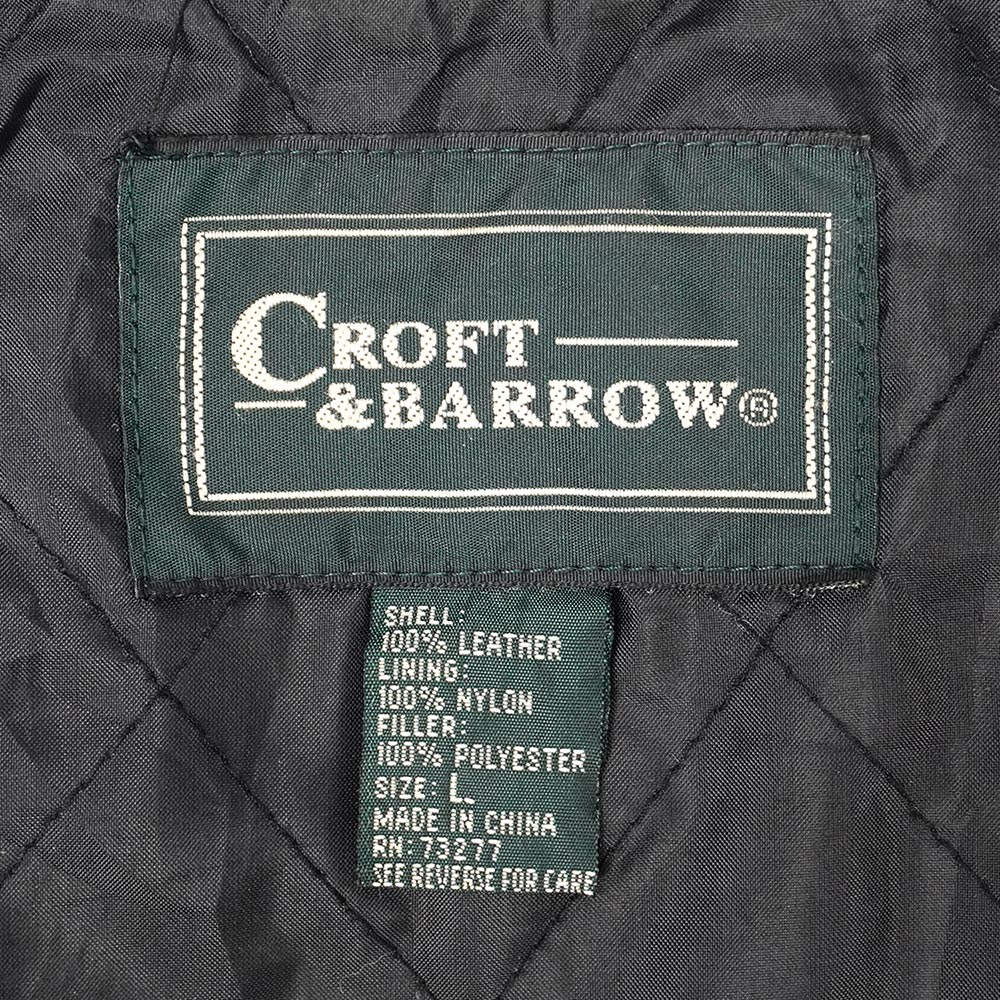 CROFT
&BARROW®
SHELL:
100% LEATHER
LINING:
100% NYLON
FILLER:
100% POLYESTER
SIZE: L.
MADE IN CHINA
RN: 73277
SEE REVERSE FOR CARE